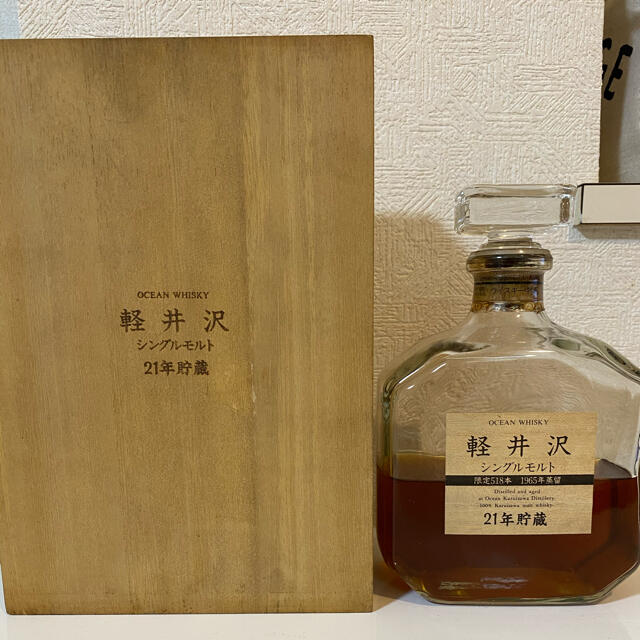 OCEAN WHISKY
軽井沢
シングルモルト
21年貯蔵
OCEAN WHISKY
軽井沢
シングルモルト
限定518本 1965年蒸留
Distilled and aged
at Ocean Karuizawa Distillery.
100% Karuizawa malt whisky.
21年貯蔵